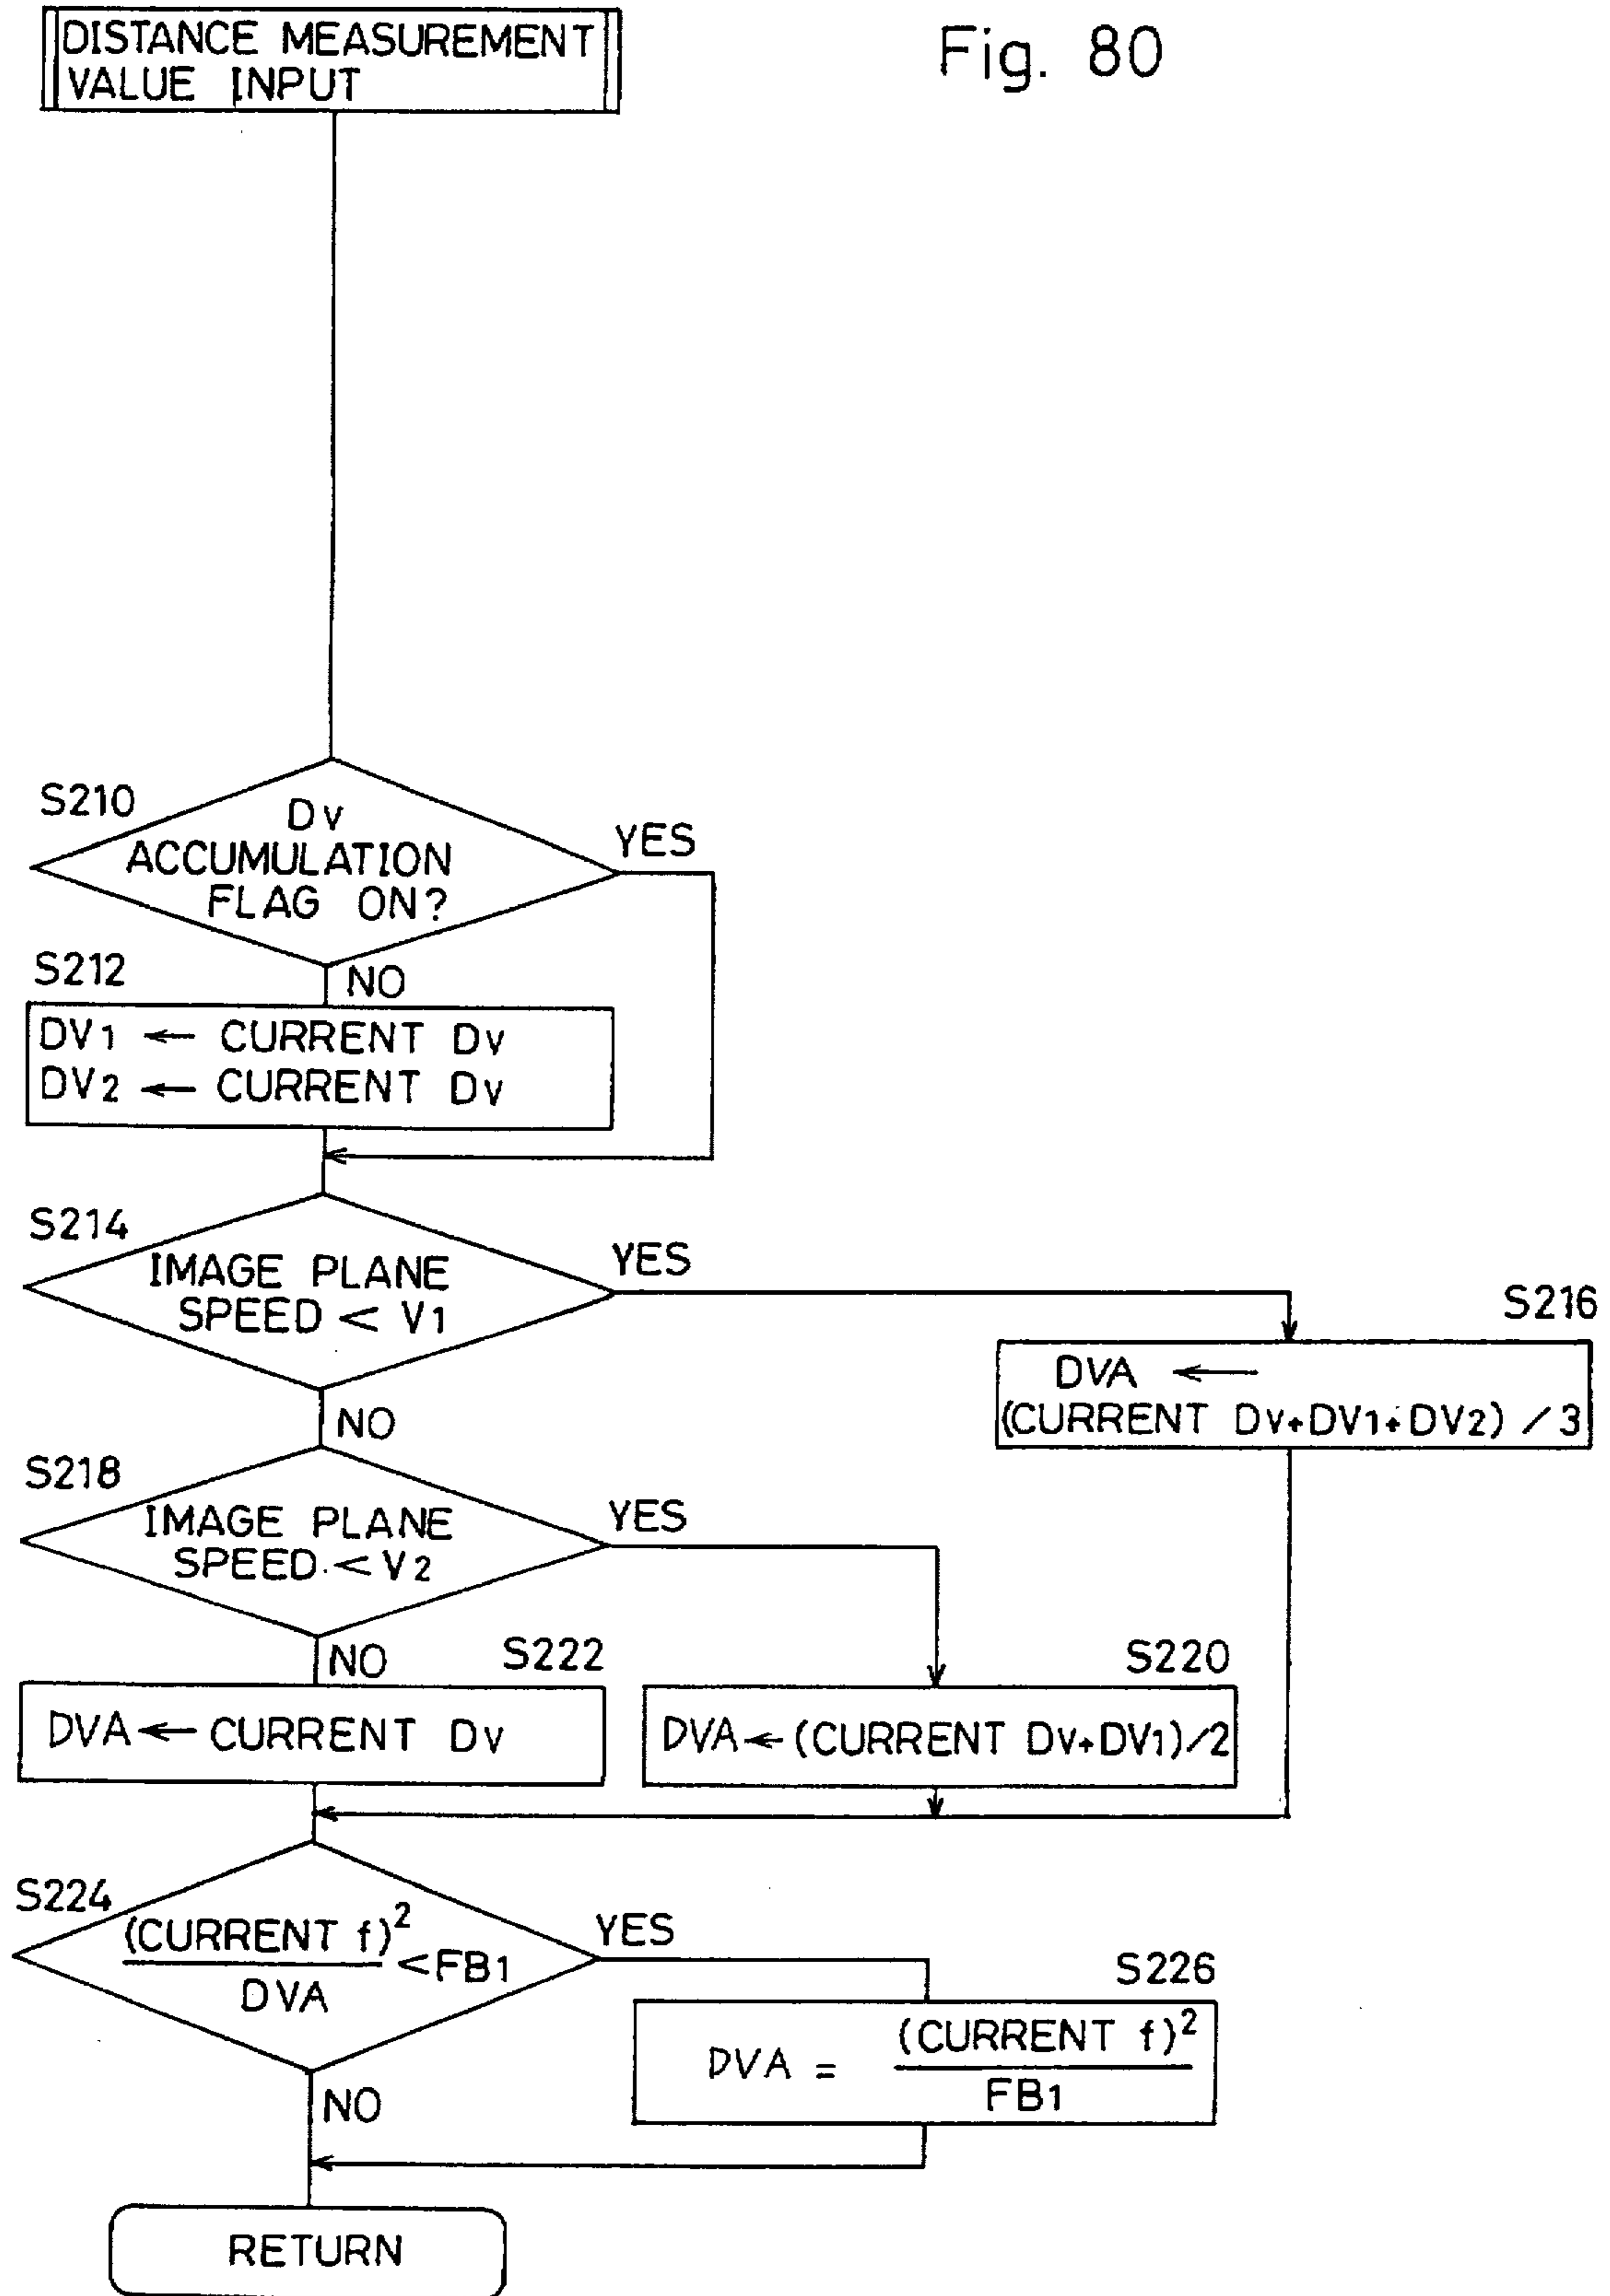 Fig. 80
DISTANCE MEASUREMENT
VALUE INPUT
S210
Dv
ACCUMULATION
FLAG ON?
YES
NO
S212
DV1 ← CURRENT Dv
DV2 ← CURRENT Dv
S214
IMAGE PLANE
SPEED < V1
YES
NO
S216
DVA ←
(CURRENT Dv+DV1+DV2) / 3
S218
IMAGE PLANE
SPEED < V2
YES
NO
S222
DVA ← CURRENT Dv
S220
DVA ← (CURRENT Dv+DV1)/2
S224
(CURRENT f)²
DVA
<FB1
YES
NO
S226
DVA =
(CURRENT f)²
FB1
RETURN